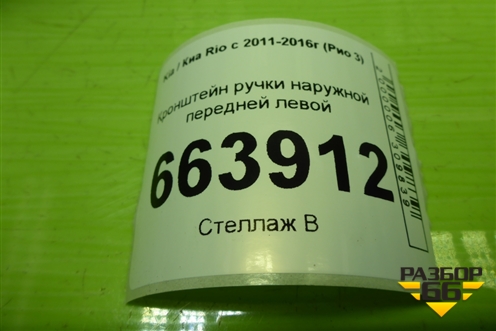 Kia / Киа Rio с 2011-2016г (Рио 3)
Кронштейн ручки наружной
передней левой
663912
Стеллаж В
РАЗБОР
66